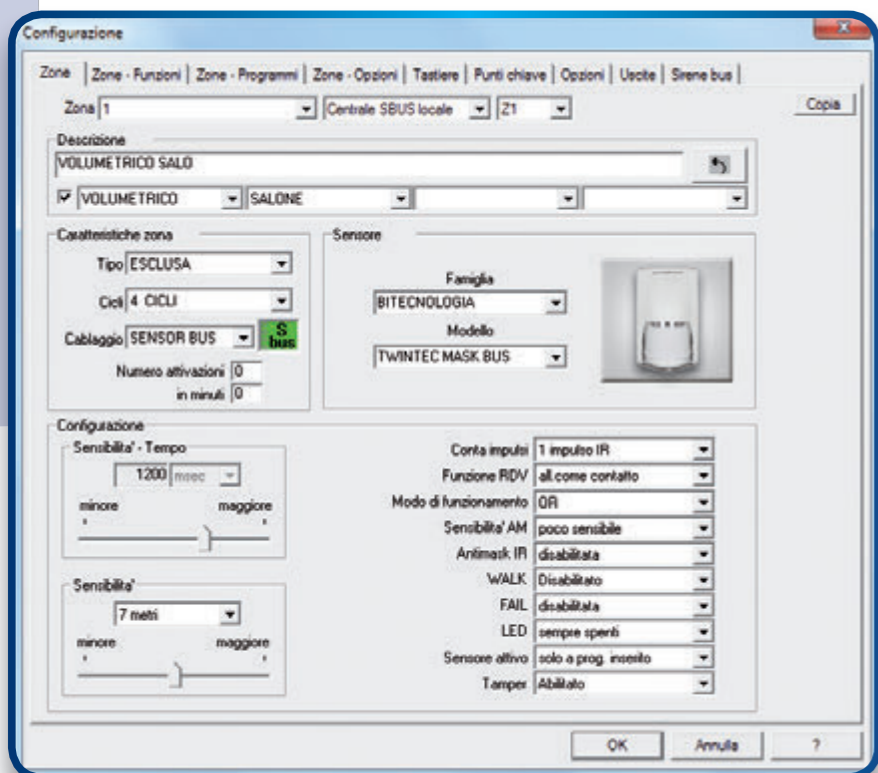 Configurazione
Zone Zone - Funzioni Zone - Programmi Zone - Opzioni Tastiere Punti chiave Opzioni Uscite Sirene bus
Zona 1 Centrale SBUS locale Z1 Copia
Descrizione
VOLUMETRICO SALO
VOLUMETRICO SALONE
Caratteristiche zona
Tipo ESCLUSA
Cicli 4 CICLI
Cablaggio SENSOR BUS S bus
Numero attivazioni 0
in minuti 0
Sensore
Famiglia
BITECNOLOGIA
Modello
TWINTEC MASK BUS
Configurazione
Sensibilita' - Tempo
1200 msec
minore maggiore
Sensibilita'
7 metri
minore maggiore
Conta impulsi 1 impulso IR
Funzione RDV all.come contatto
Modo di funzionamento OR
Sensibilita' AM poco sensibile
Antimask IR disabilitata
WALK Disabilitato
FAIL disabilitata
LED sempre spenti
Sensore attivo solo a prog. inserito
Tamper Abilitato
OK Annulla ?